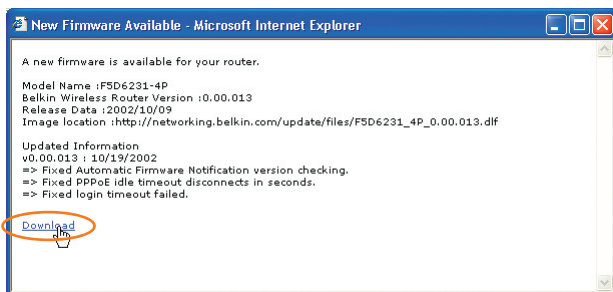 New Firmware Available - Microsoft Internet Explorer
A new firmware is available for your router.
Model Name :F5D6231-4P
Belkin Wireless Router Version :0.00.013
Release Data :2002/10/09
Image location :http://networking.belkin.com/update/files/F5D6231_4P_0.00.013.dlf
Updated Information
v0.00.013 : 10/19/2002
=> Fixed Automatic Firmware Notification version checking.
=> Fixed PPPoE idle timeout disconnects in seconds.
=> Fixed login timeout failed.
Download